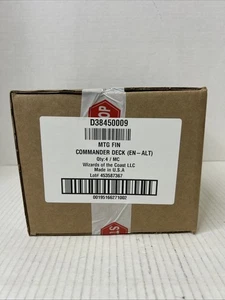 D38450009
MTG FIN
COMMANDER DECK (EN-ALT)
Qty:4 / MC
Wizards of the Coast LLC
Made in U.S.A
Lot# 453587367
00195166271002